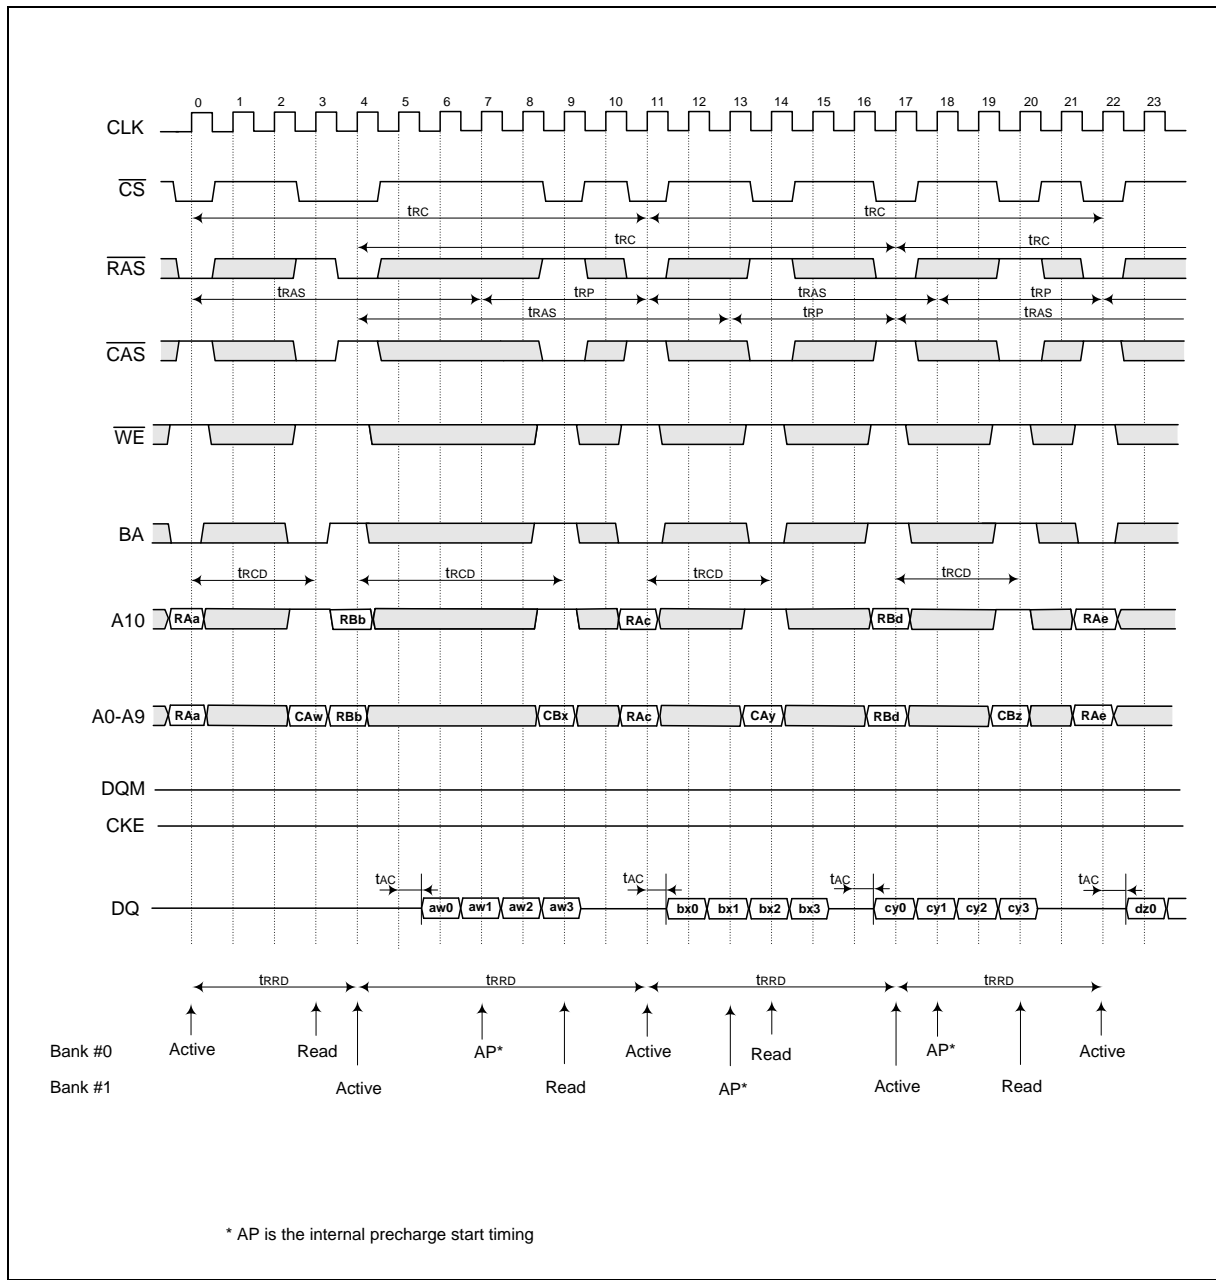 0 1 2 3 4 5 6 7 8 9 10 11 12 13 14 15 16 17 18 19 20 21 22 23
CLK
CS
tRC tRC
tRC tRC
RAS
tRAS tRP tRAS tRP
tRAS tRP tRAS
CAS
WE
BA
tRCD tRCD tRCD tRCD
A10 RAa RBb RAc RBd RAe
A0-A9 RAa CAw RBb CBx RAc CAy RBd CBz RAe
DQM
CKE
tAC tAC tAC tAC
DQ aw0 aw1 aw2 aw3 bx0 bx1 bx2 bx3 cy0 cy1 cy2 cy3 dz0
tRRD tRRD tRRD tRRD
Bank #0 Active Read AP* Active Read AP* Active
Bank #1 Active Read AP* Active Read
* AP is the internal precharge start timing